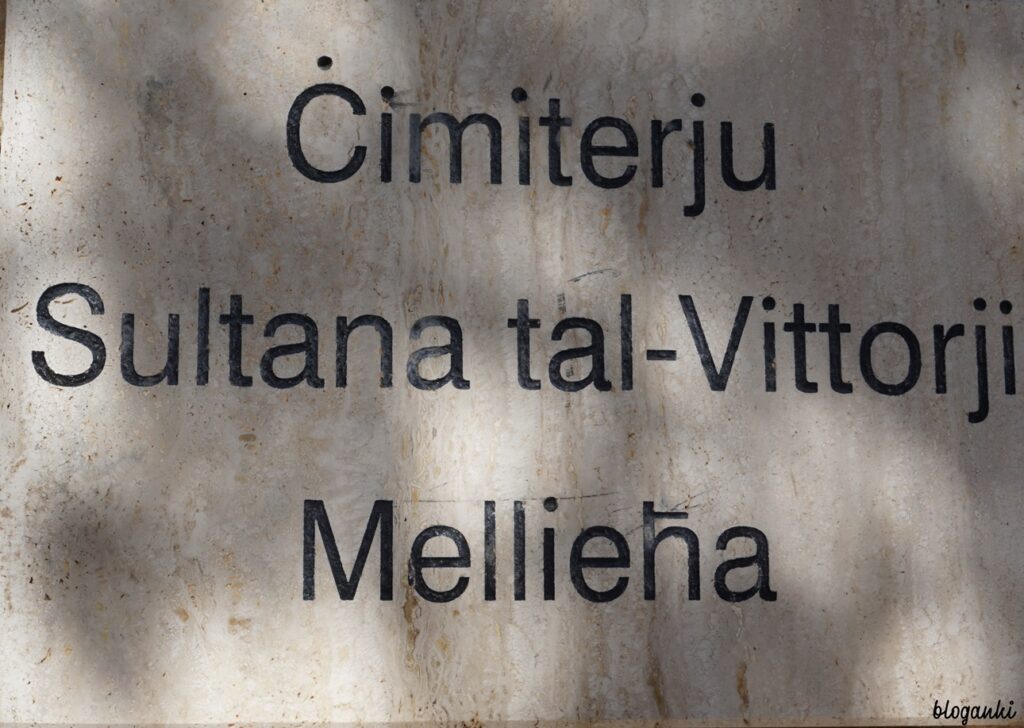 Ċimiterju
Sultana tal-Vittorji
Mellieħa
bloganki